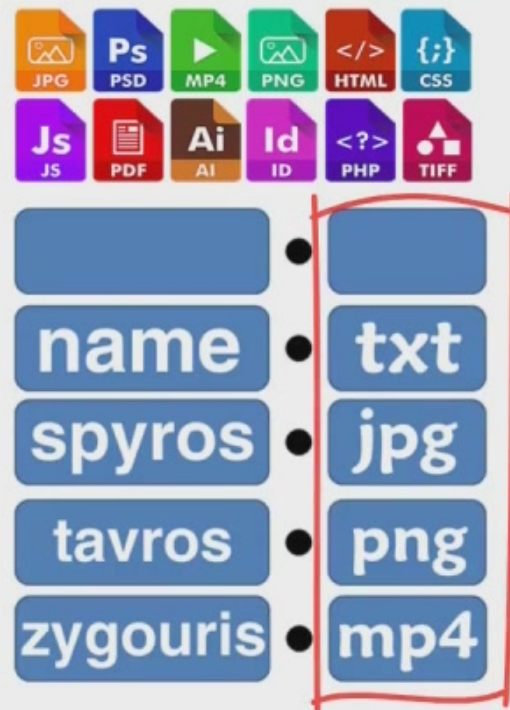 JPG Ps PSD MP4 PNG </> HTML {;} CSS
Js JS PDF Ai AI Id ID <?> PHP TIFF
•
name • txt
spyros • jpg
tavros • png
zygouris • mp4